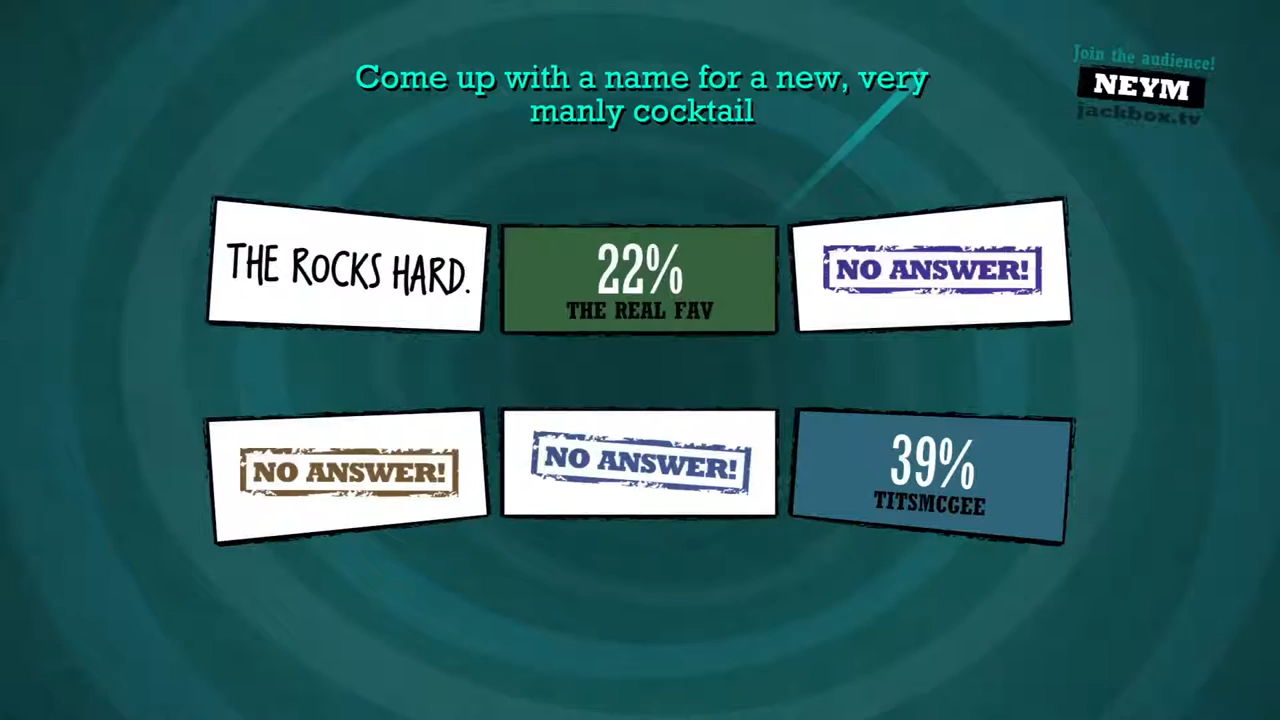 Join the audience!
NEYM
jackbox.tv
Come up with a name for a new, very
manly cocktail
THE ROCKS HARD.
22%
THE REAL FAV
NO ANSWER!
NO ANSWER!
NO ANSWER!
39%
TITSMCGEE